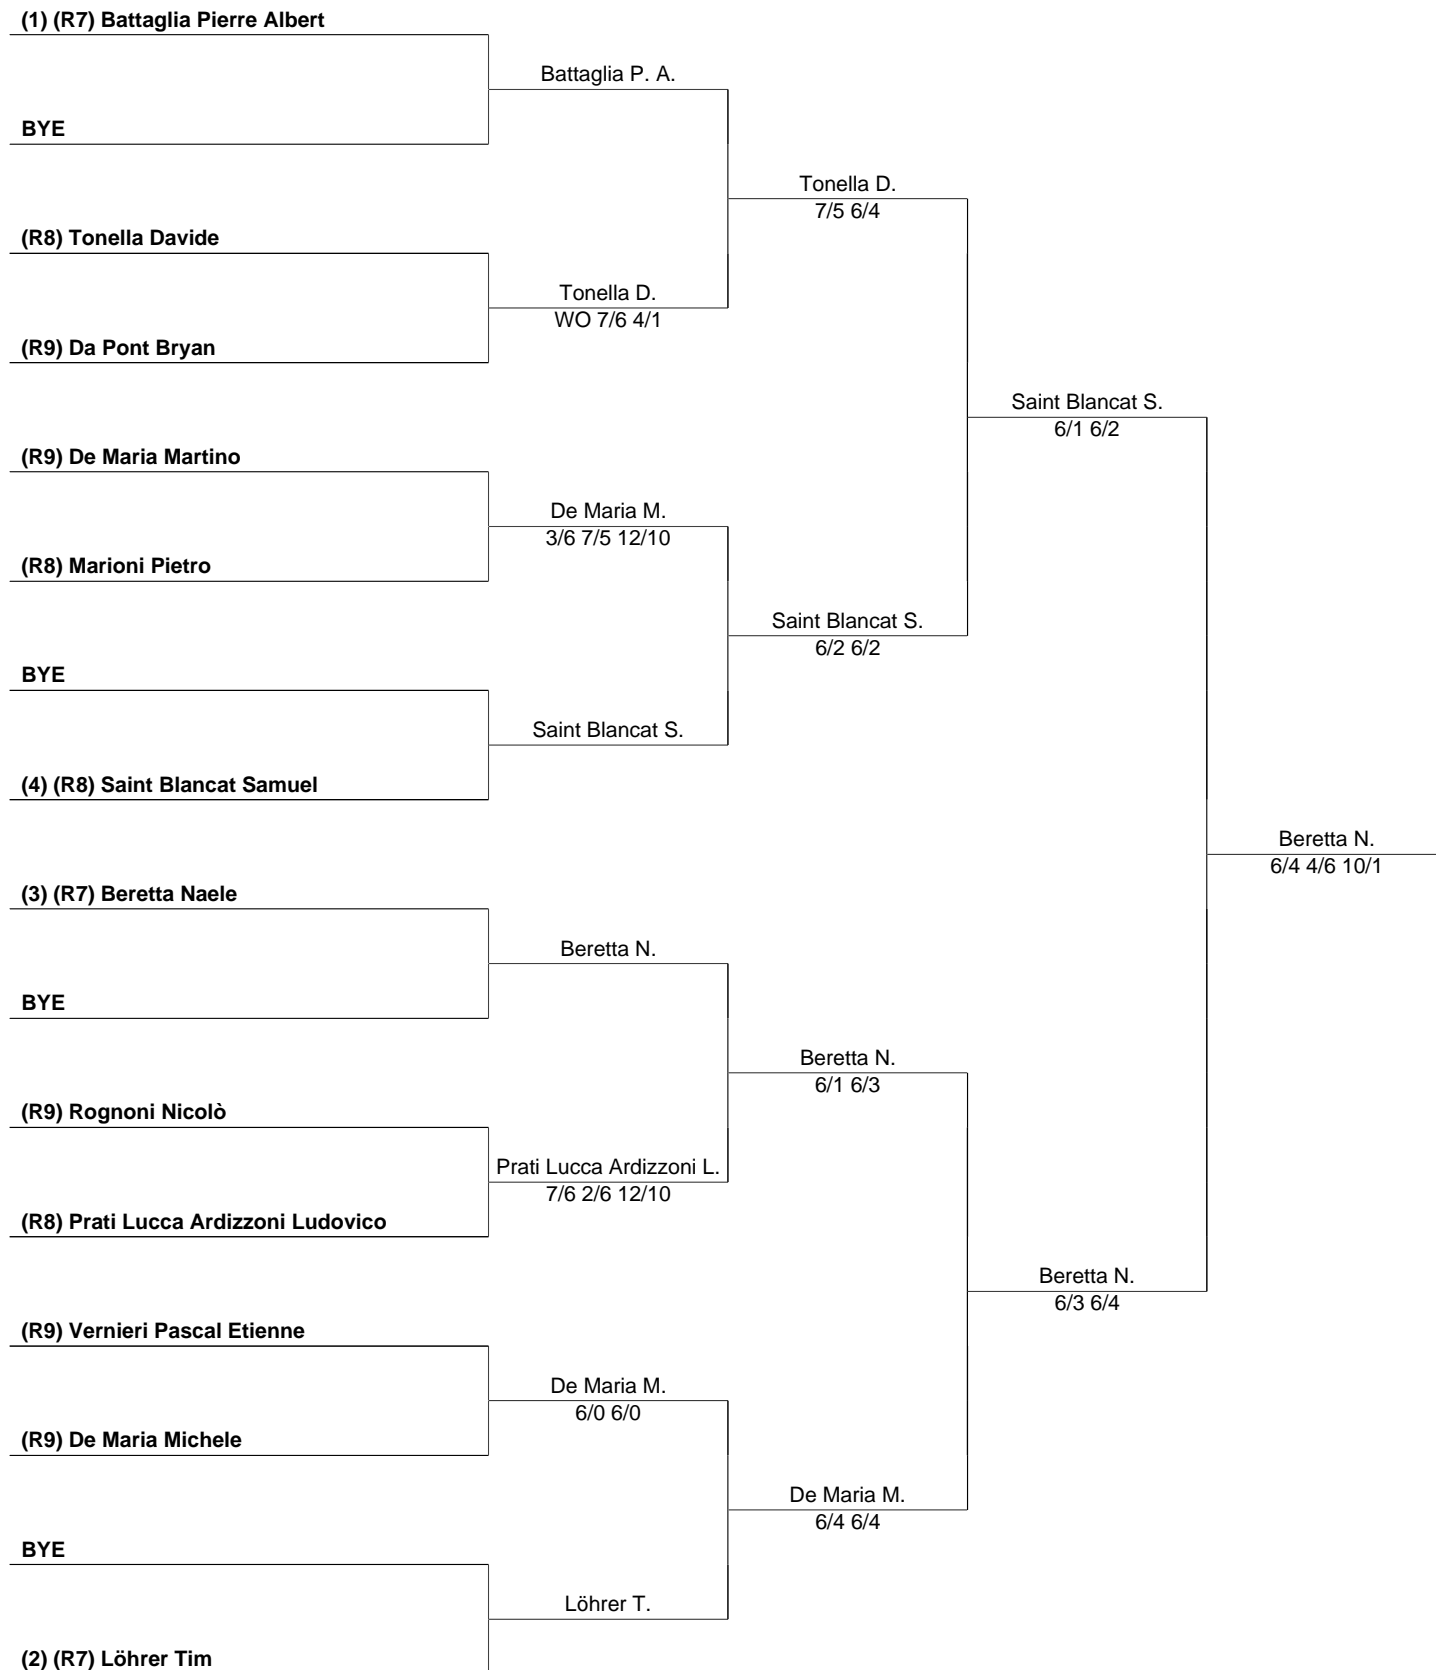 (1) (R7) Battaglia Pierre Albert
Battaglia P. A.
BYE
Tonella D.
7/5 6/4
(R8) Tonella Davide
Tonella D.
WO 7/6 4/1
(R9) Da Pont Bryan
Saint Blancat S.
6/1 6/2
(R9) De Maria Martino
De Maria M.
3/6 7/5 12/10
(R8) Marioni Pietro
Saint Blancat S.
6/2 6/2
BYE
Saint Blancat S.
(4) (R8) Saint Blancat Samuel
Beretta N.
6/4 4/6 10/1
(3) (R7) Beretta Naele
Beretta N.
BYE
Beretta N.
6/1 6/3
(R9) Rognoni Nicolò
Prati Lucca Ardizzoni L.
7/6 2/6 12/10
(R8) Prati Lucca Ardizzoni Ludovico
Beretta N.
6/3 6/4
(R9) Vernieri Pascal Etienne
De Maria M.
6/0 6/0
(R9) De Maria Michele
De Maria M.
6/4 6/4
BYE
Löhrer T.
(2) (R7) Löhrer Tim